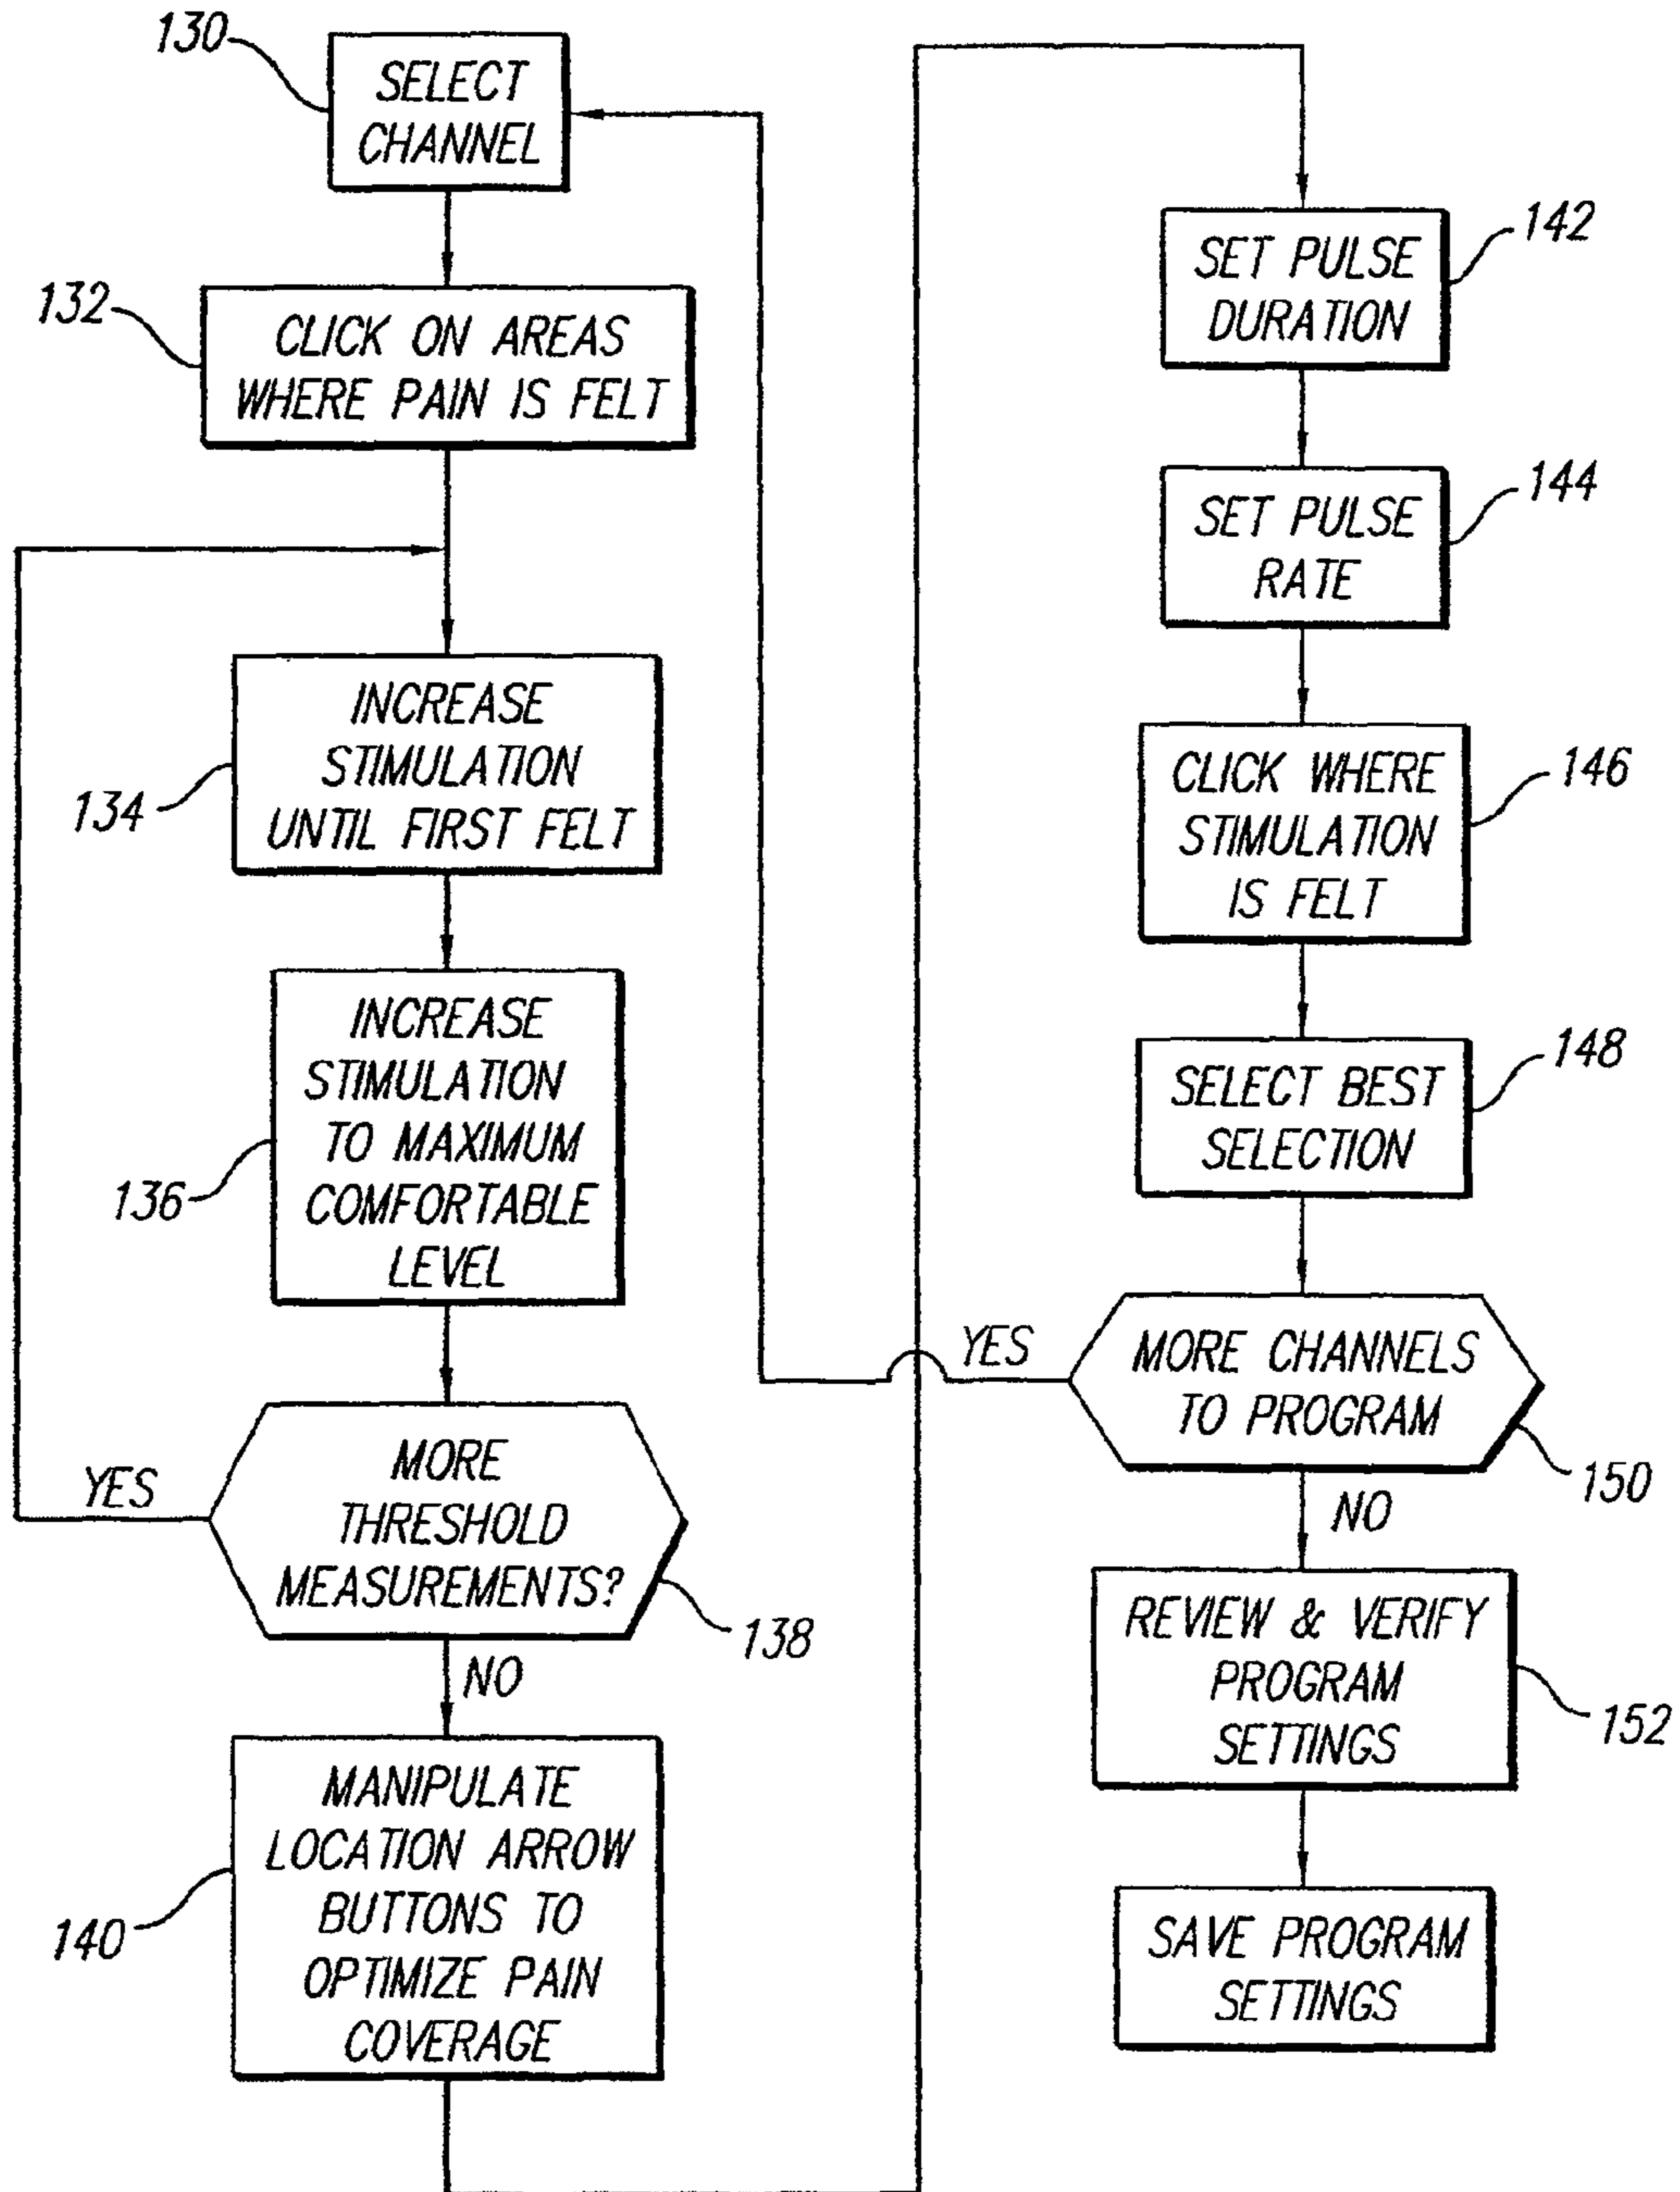 130
SELECT
CHANNEL
132
CLICK ON AREAS
WHERE PAIN IS FELT
134
INCREASE
STIMULATION
UNTIL FIRST FELT
136
INCREASE
STIMULATION
TO MAXIMUM
COMFORTABLE
LEVEL
YES
MORE
THRESHOLD
MEASUREMENTS?
138
NO
140
MANIPULATE
LOCATION ARROW
BUTTONS TO
OPTIMIZE PAIN
COVERAGE
142
SET PULSE
DURATION
144
SET PULSE
RATE
146
CLICK WHERE
STIMULATION
IS FELT
148
SELECT BEST
SELECTION
YES
MORE CHANNELS
TO PROGRAM
150
NO
REVIEW & VERIFY
PROGRAM
SETTINGS
152
SAVE PROGRAM
SETTINGS